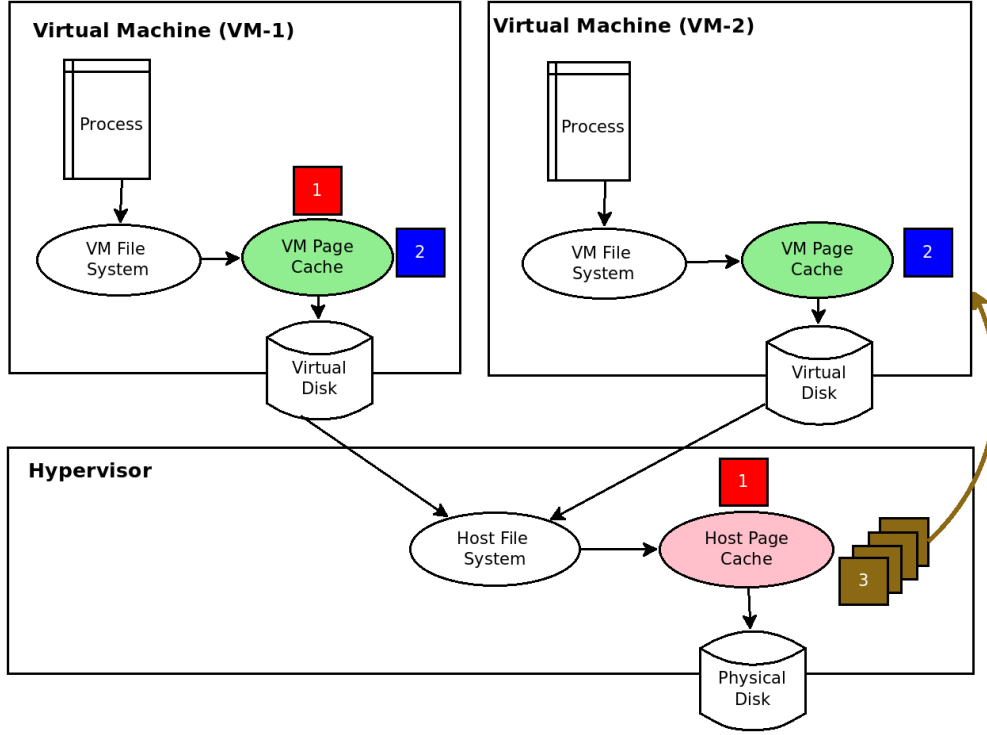 Virtual Machine (VM-1)
Process
1
VM File
System
VM Page
Cache
2
Virtual
Disk
Virtual Machine (VM-2)
Process
VM File
System
VM Page
Cache
2
Virtual
Disk
Hypervisor
1
Host File
System
Host Page
Cache
3
Physical
Disk